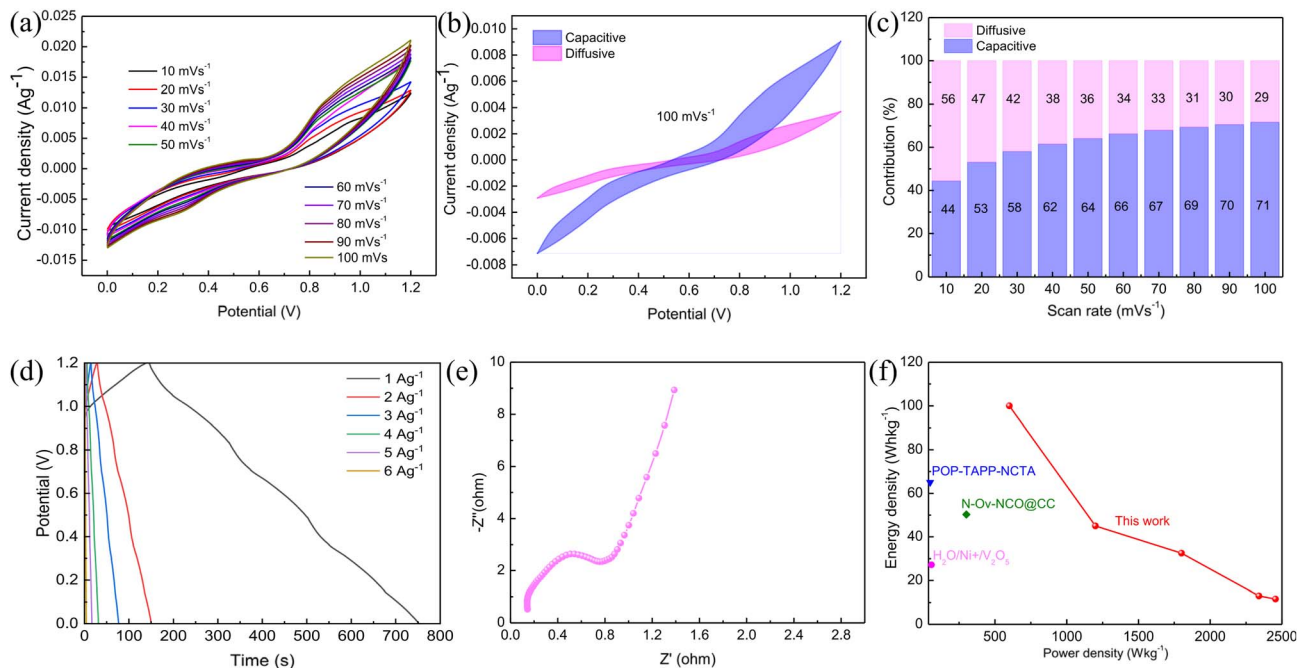 (a)
0.025
0.020
0.015
0.010
0.005
0.000
-0.005
-0.010
-0.015
Current density (Ag⁻¹)
10 mVs⁻¹
20 mVs⁻¹
30 mVs⁻¹
40 mVs⁻¹
50 mVs⁻¹
60 mVs⁻¹
70 mVs⁻¹
80 mVs⁻¹
90 mVs⁻¹
100 mVs
0.0 0.2 0.4 0.6 0.8 1.0 1.2
Potential (V)
(b)
0.010
0.008
0.006
0.004
0.002
0.000
-0.002
-0.004
-0.006
-0.008
Current density (Ag⁻¹)
Capacitive
Diffusive
100 mVs⁻¹
0.0 0.2 0.4 0.6 0.8 1.0 1.2
Potential (V)
(c)
120
100
80
60
40
20
0
Contribution (%)
Diffusive
Capacitive
56 47 42 38 36 34 33 31 30 29
44 53 58 62 64 66 67 69 70 71
10 20 30 40 50 60 70 80 90 100
Scan rate (mVs⁻¹)
(d)
1.2
1.0
0.8
0.6
0.4
0.2
0.0
Potential (V)
1 Ag⁻¹
2 Ag⁻¹
3 Ag⁻¹
4 Ag⁻¹
5 Ag⁻¹
6 Ag⁻¹
0 100 200 300 400 500 600 700 800
Time (s)
(e)
10
8
6
4
2
0
-Z''(ohm)
0.0 0.4 0.8 1.2 1.6 2.0 2.4 2.8
Z' (ohm)
(f)
120
100
80
60
40
20
0
Energy density (Whkg⁻¹)
POP-TAPP-NCTA
N-Ov-NCO@CC
H₂O/Ni+/V₂O₅
This work
500 1000 1500 2000 2500
Power density (Wkg⁻¹)